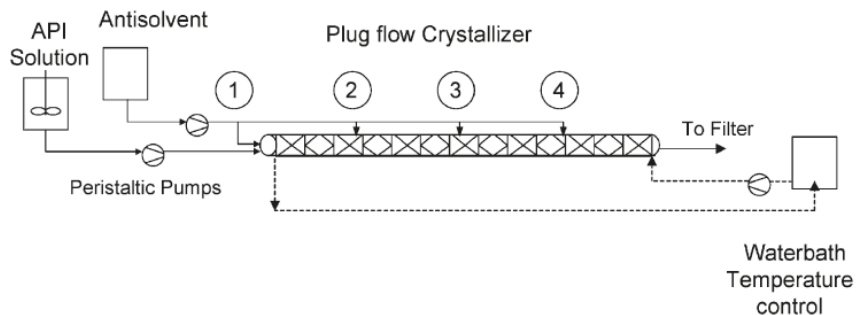 Antisolvent
API
Solution
Plug flow Crystallizer
1
2
3
4
To Filter
Peristaltic Pumps
Waterbath
Temperature
control